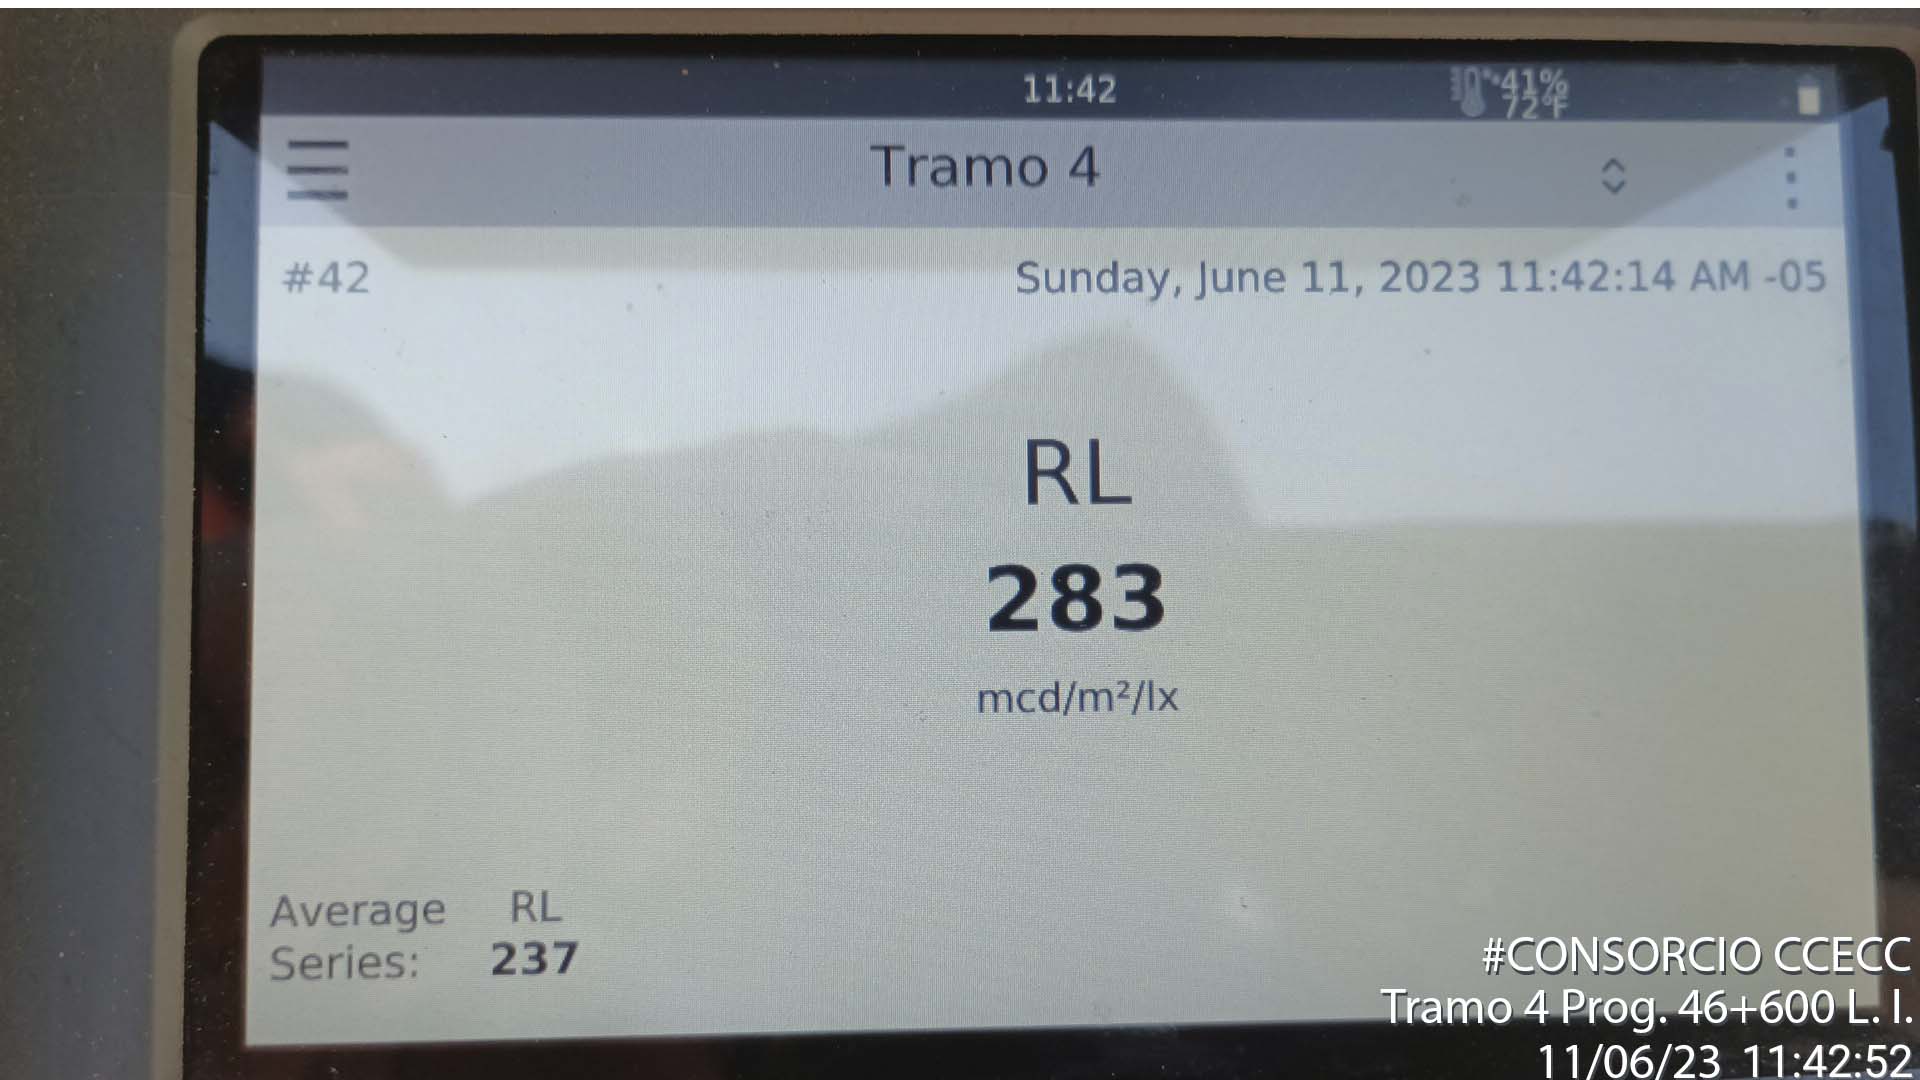 11:42
41%
72°F
Tramo 4
#42
Sunday, June 11, 2023 11:42:14 AM -05
RL
283
mcd/m²/lx
Average RL
Series: 237
#CONSORCIO CCECC
Tramo 4 Prog. 46+600 L. I.
11/06/23 11:42:52